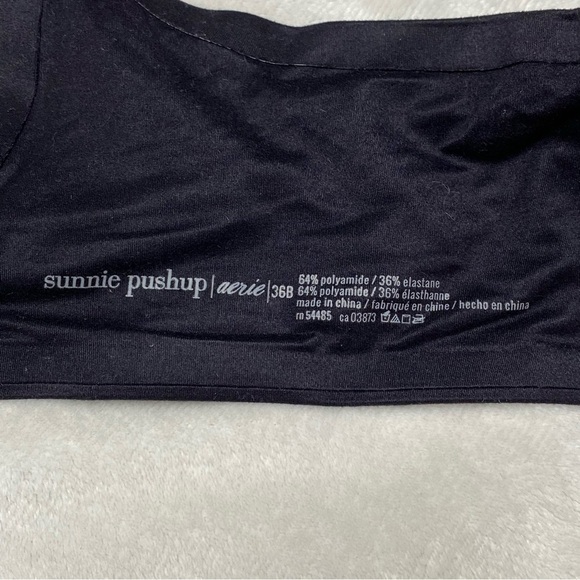 sunnie pushup | aerie | 36B
64% polyamide / 36% elastane
64% polyamide / 36% élasthanne
made in china / fabriqué en chine / hecho en china
rn 54485 ca 03873